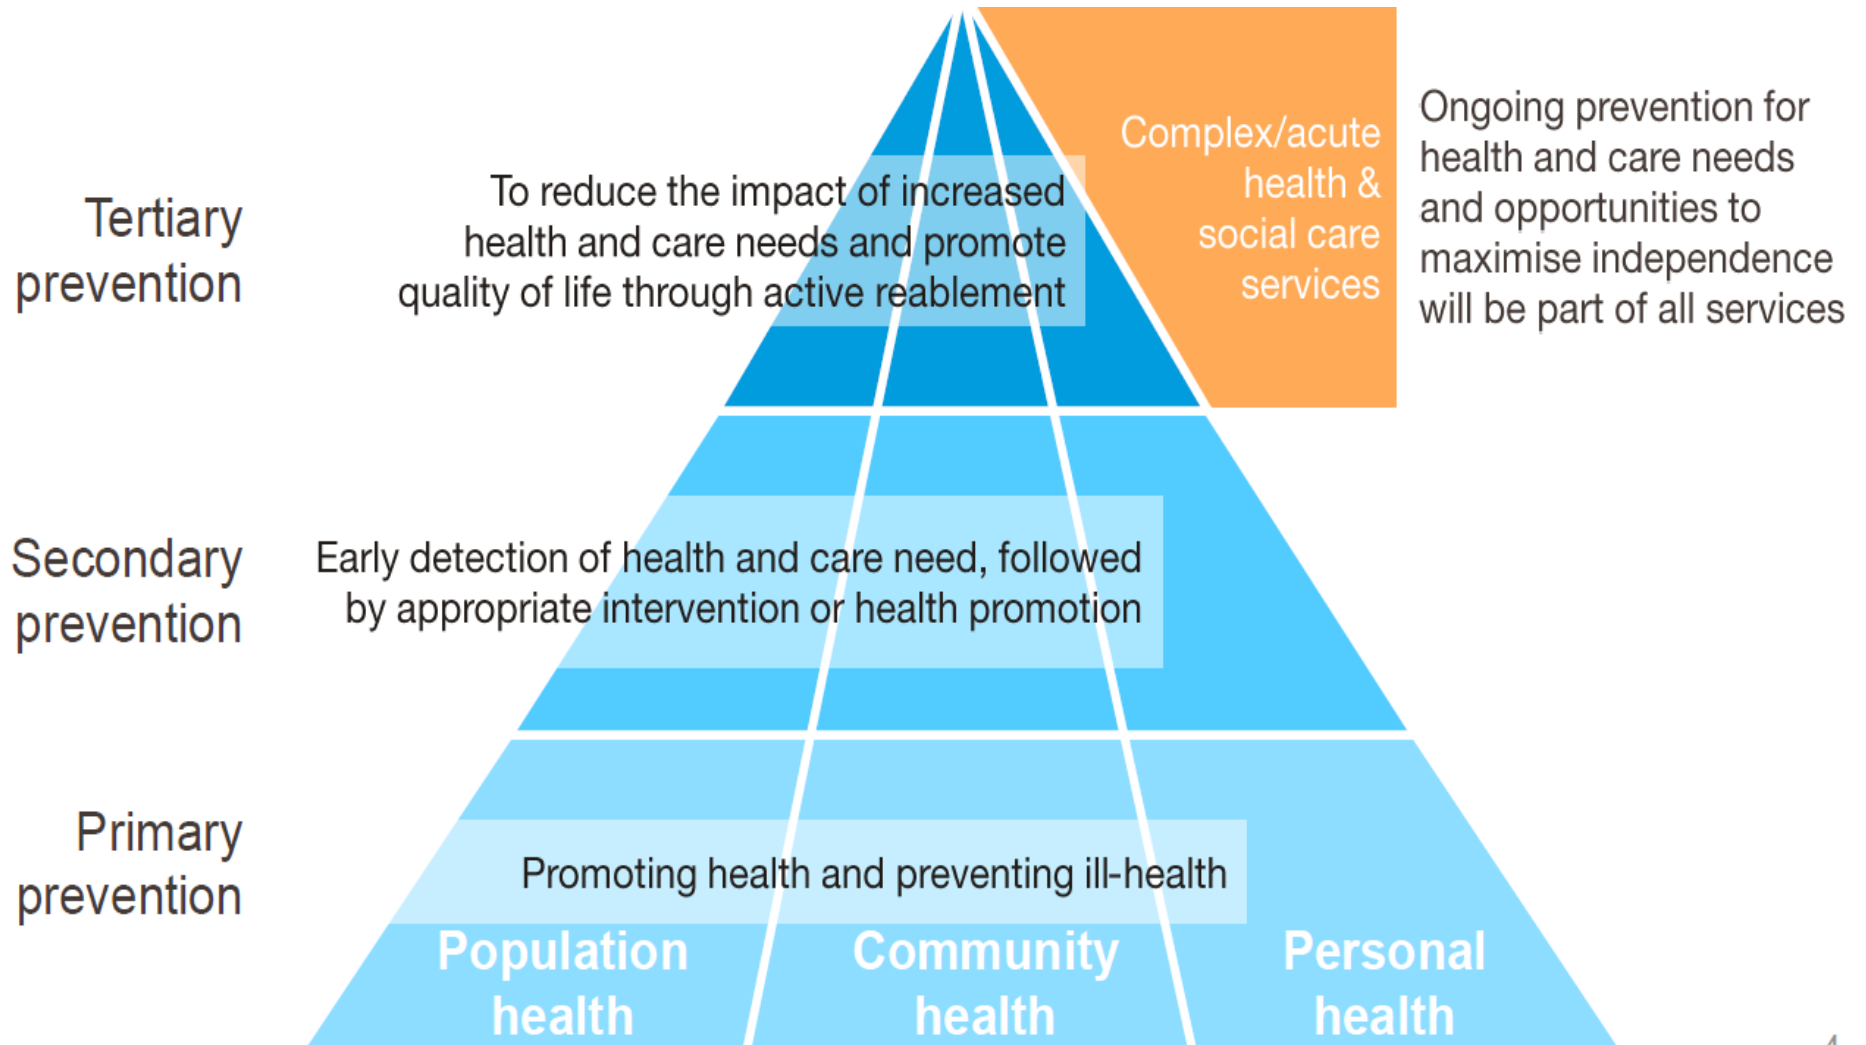 Complex/acute
health &
social care
services
Ongoing prevention for
health and care needs
and opportunities to
maximise independence
will be part of all services
Tertiary
prevention
To reduce the impact of increased
health and care needs and promote
quality of life through active reablement
Secondary
prevention
Early detection of health and care need, followed
by appropriate intervention or health promotion
Primary
prevention
Promoting health and preventing ill-health
Population
health
Community
health
Personal
health